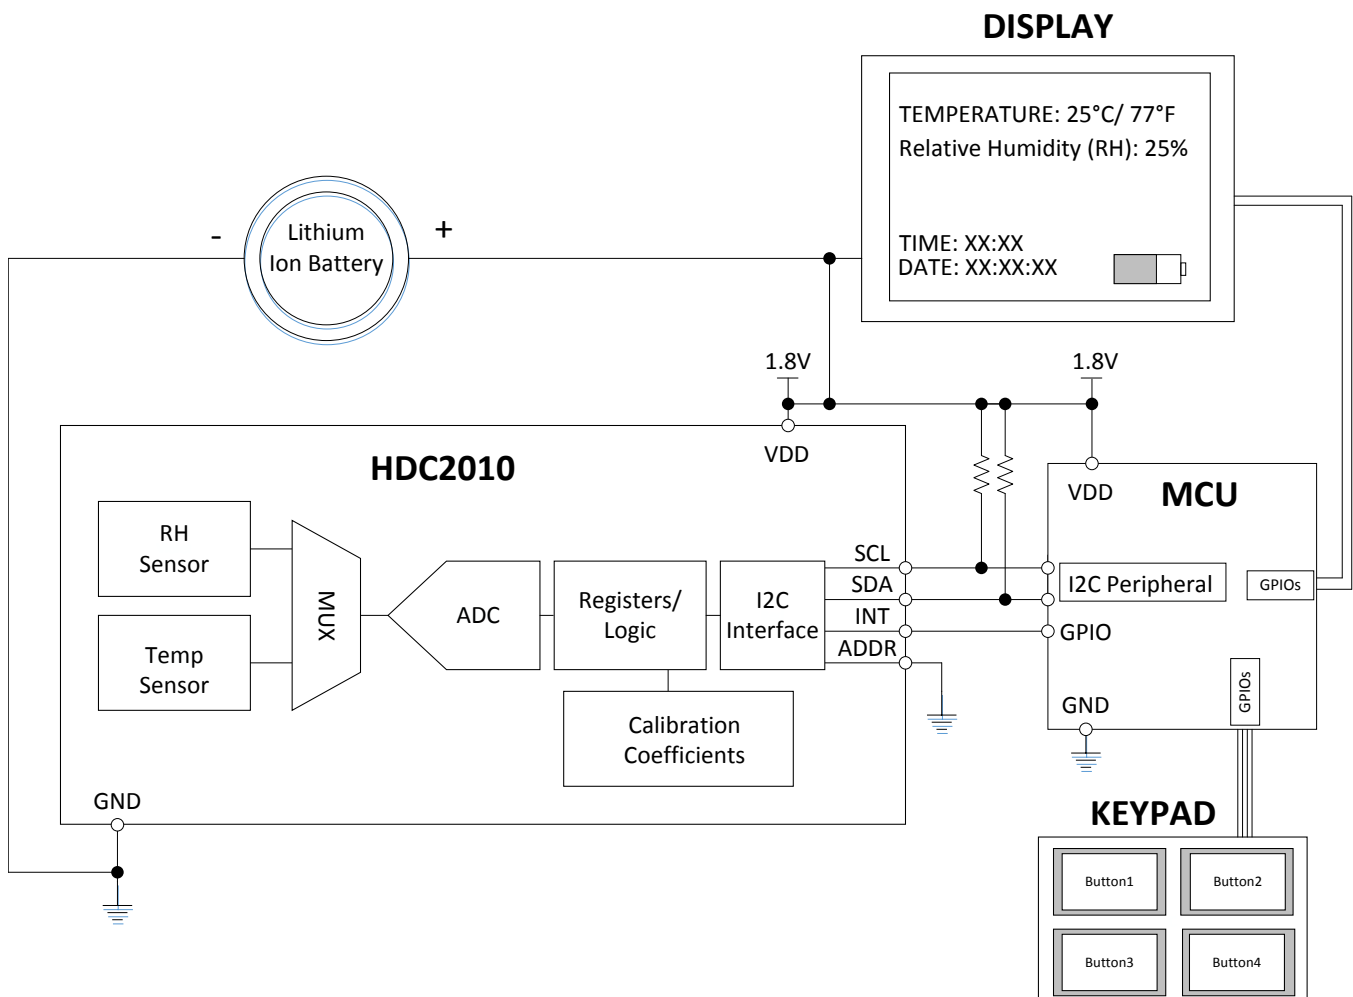 DISPLAY
TEMPERATURE: 25°C/ 77°F
Relative Humidity (RH): 25%
TIME: XX:XX
DATE: XX:XX:XX
-
Lithium
Ion Battery
+
1.8V
1.8V
VDD
HDC2010
RH
Sensor
Temp
Sensor
MUX
ADC
Registers/
Logic
I2C
Interface
Calibration
Coefficients
SCL
SDA
INT
ADDR
GND
VDD
MCU
I2C Peripheral
GPIOs
GPIO
GPIOs
GND
KEYPAD
Button1
Button2
Button3
Button4